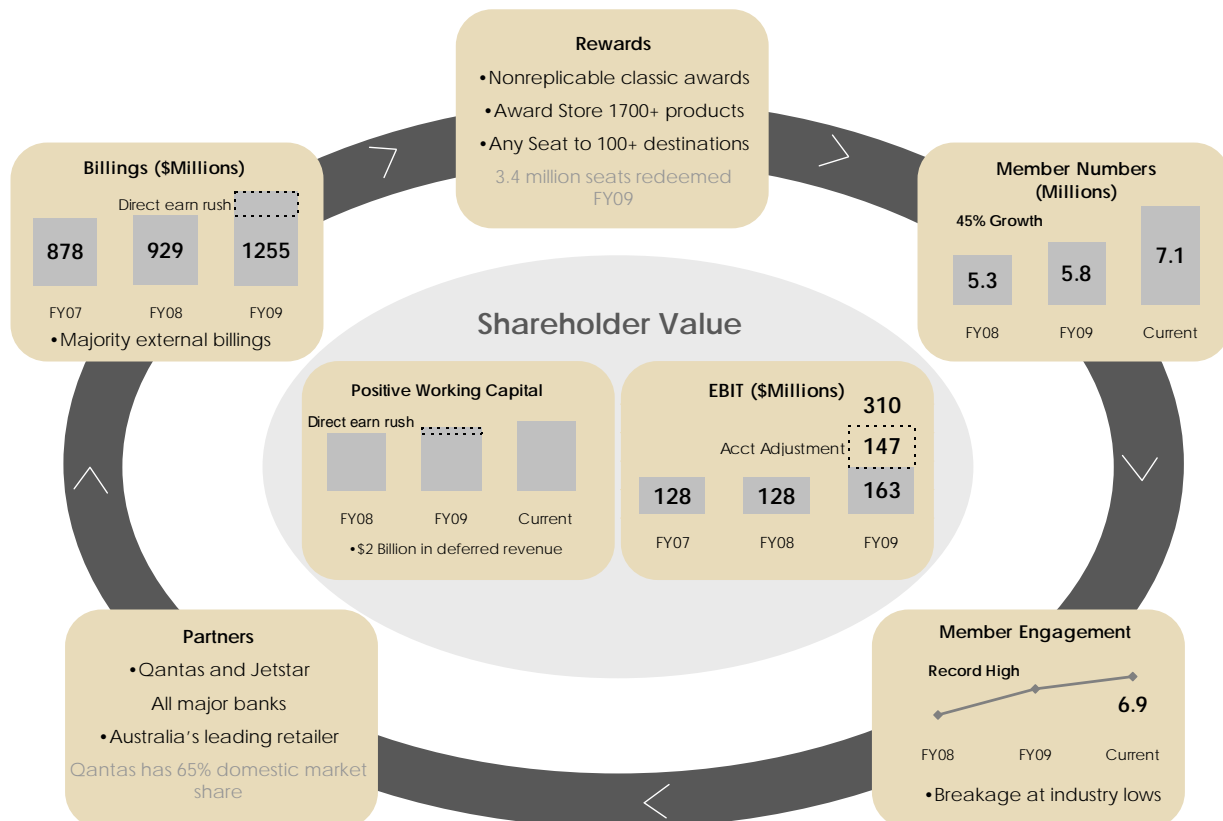 Rewards
•Nonreplicable classic awards
•Award Store 1700+ products
•Any Seat to 100+ destinations
3.4 million seats redeemed
FY09
Billings ($Millions)
Direct earn rush
878 929 1255
FY07 FY08 FY09
•Majority external billings
Member Numbers
(Millions)
45% Growth
5.3 5.8 7.1
FY08 FY09 Current
Shareholder Value
Positive Working Capital
Direct earn rush
FY08 FY09 Current
•$2 Billion in deferred revenue
EBIT ($Millions)
310
Acct Adjustment 147
128 128 163
FY07 FY08 FY09
Partners
•Qantas and Jetstar
All major banks
•Australia's leading retailer
Qantas has 65% domestic market
share
Member Engagement
Record High
6.9
FY08 FY09 Current
•Breakage at industry lows